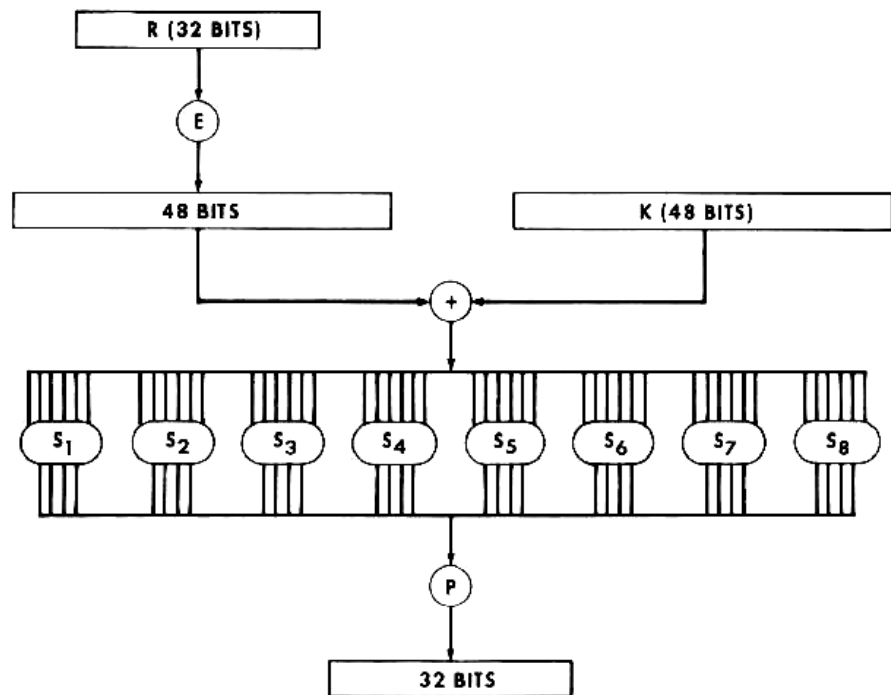 R (32 BITS)
E
48 BITS
K (48 BITS)
+
S1 S2 S3 S4 S5 S6 S7 S8
P
32 BITS